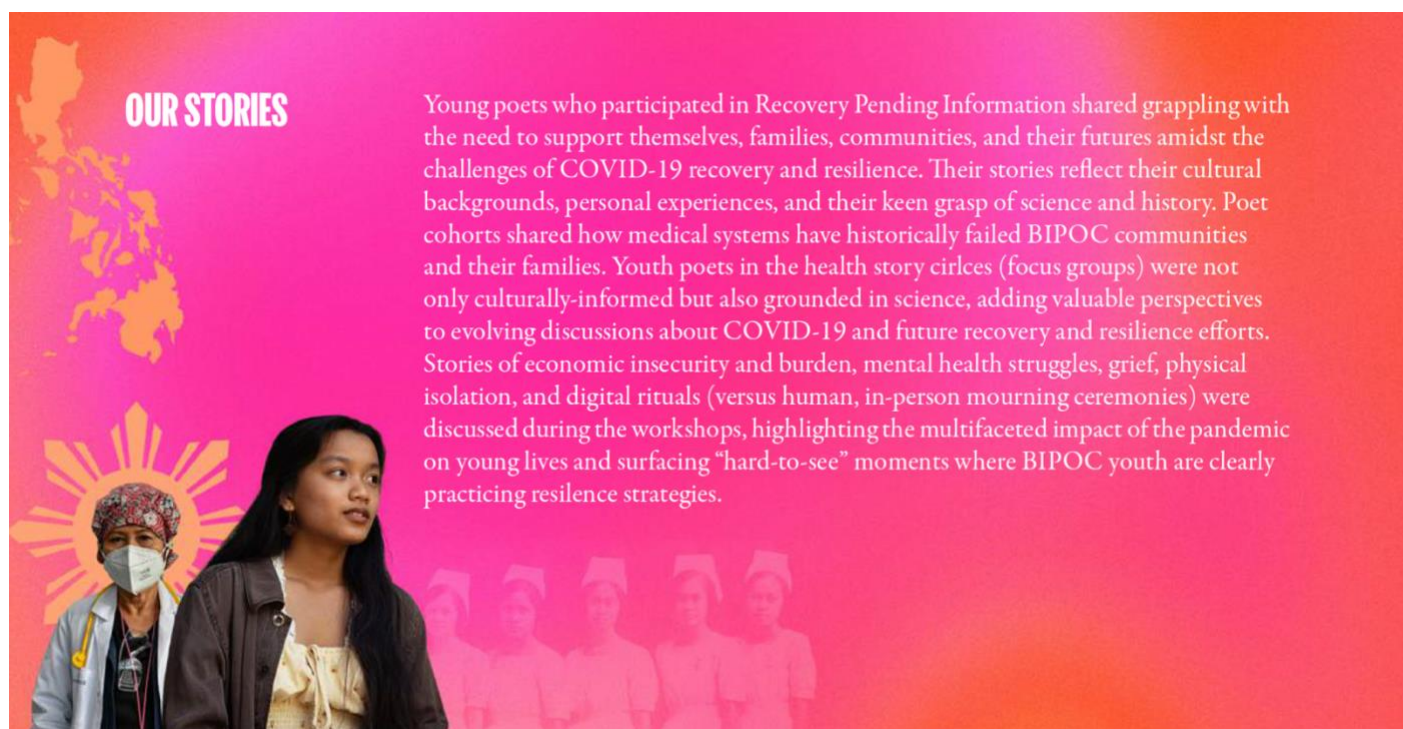 OUR STORIES
Young poets who participated in Recovery Pending Information shared grappling with
the need to support themselves, families, communities, and their futures amidst the
challenges of COVID-19 recovery and resilience. Their stories reflect their cultural
backgrounds, personal experiences, and their keen grasp of science and history. Poet
cohorts shared how medical systems have historically failed BIPOC communities
and their families. Youth poets in the health story cirlces (focus groups) were not
only culturally-informed but also grounded in science, adding valuable perspectives
to evolving discussions about COVID-19 and future recovery and resilience efforts.
Stories of economic insecurity and burden, mental health struggles, grief, physical
isolation, and digital rituals (versus human, in-person mourning ceremonies) were
discussed during the workshops, highlighting the multifaceted impact of the pandemic
on young lives and surfacing “hard-to-see” moments where BIPOC youth are clearly
practicing resilence strategies.